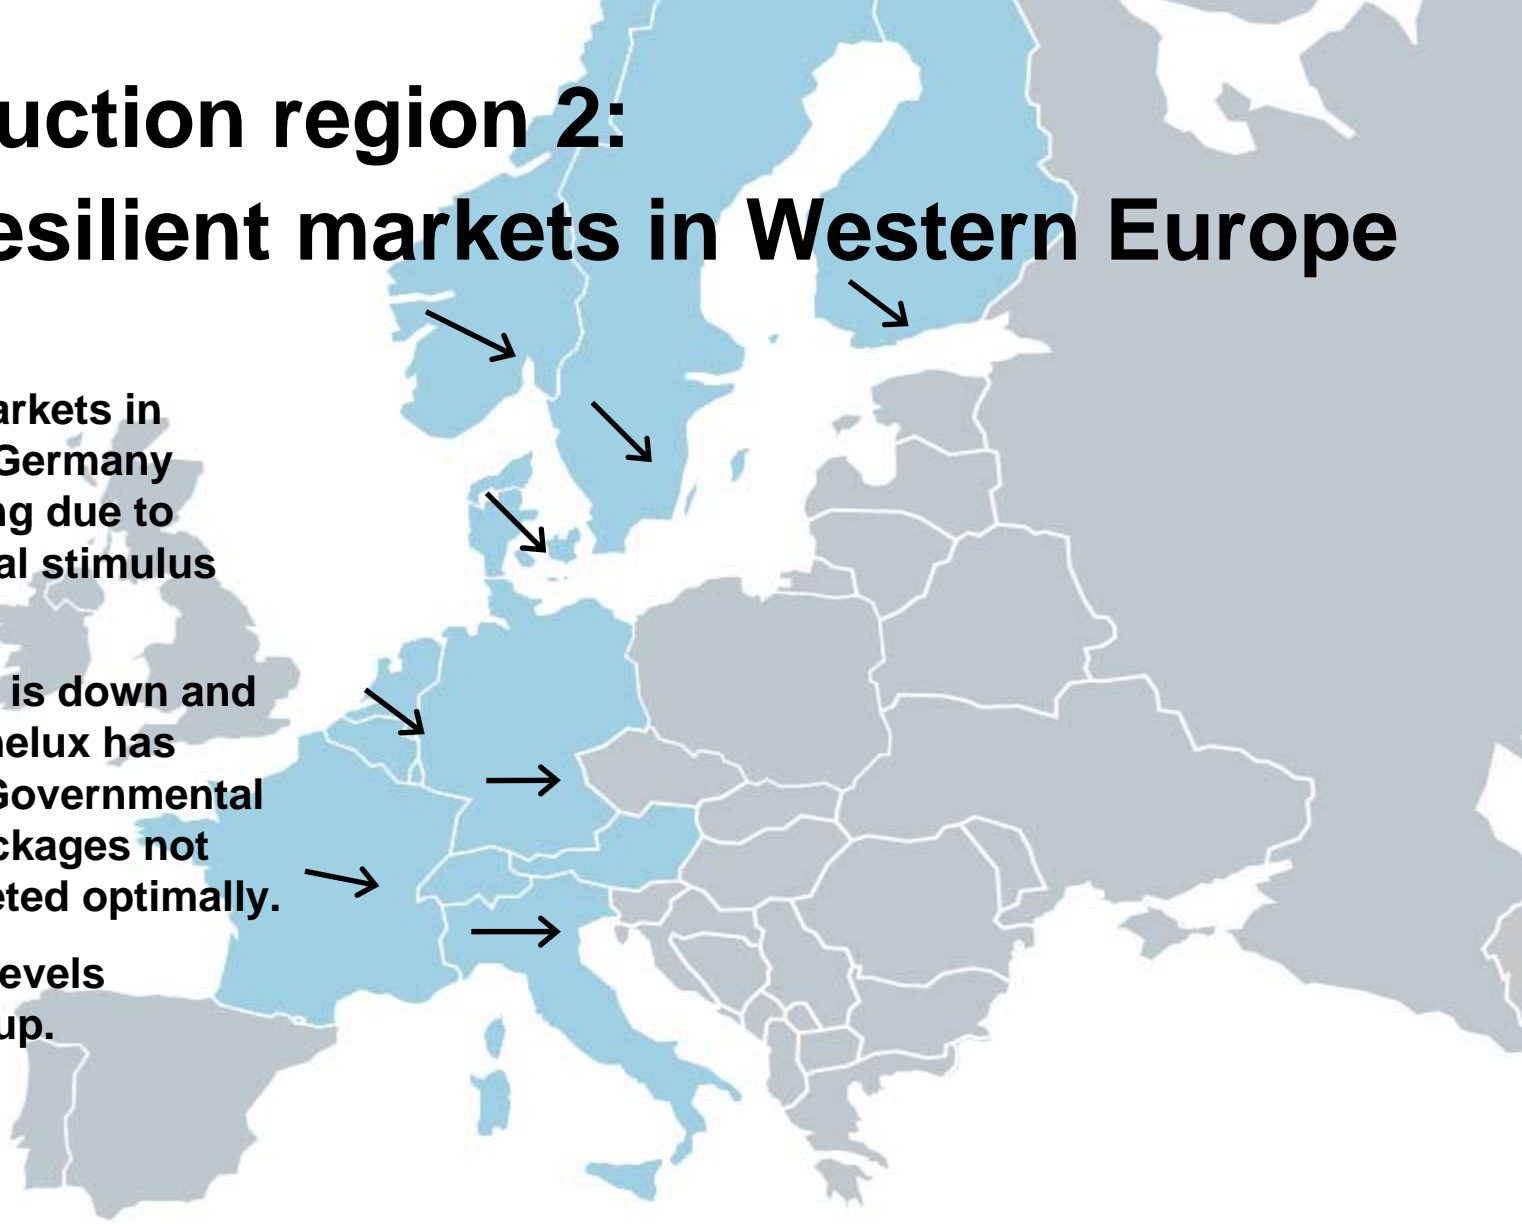 uction region 2:
esilient markets in Western Europe
arkets in
Germany
ng due to
al stimulus
is down and
nelux has
Governmental
ckages not
eted optimally.
evels
up.